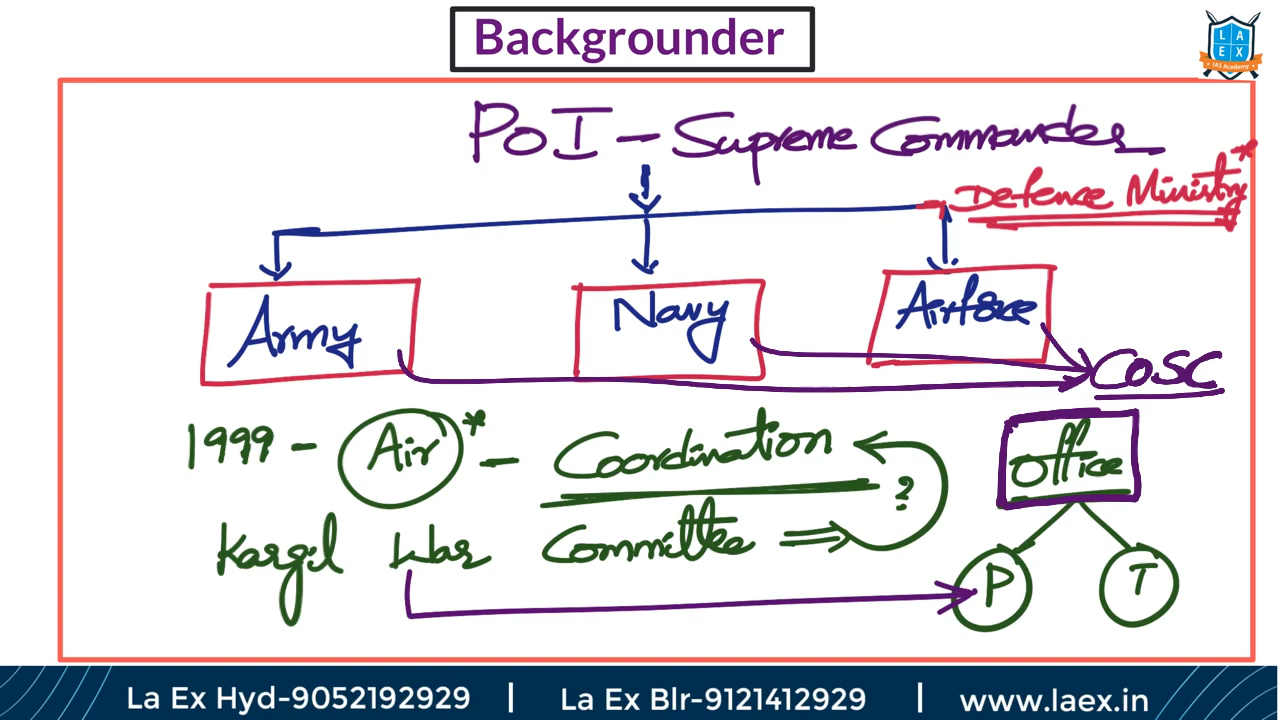 Backgrounder
L A
E X
IAS Academy
PoI - Supreme Commander
Defence Ministry*
Army
Navy
Airforce
COSC
1999 - Air* - Coordination
?
Office
Kargil War Committee ⇒
P
T
La Ex Hyd-9052192929 | La Ex Blr-9121412929 | www.laex.in